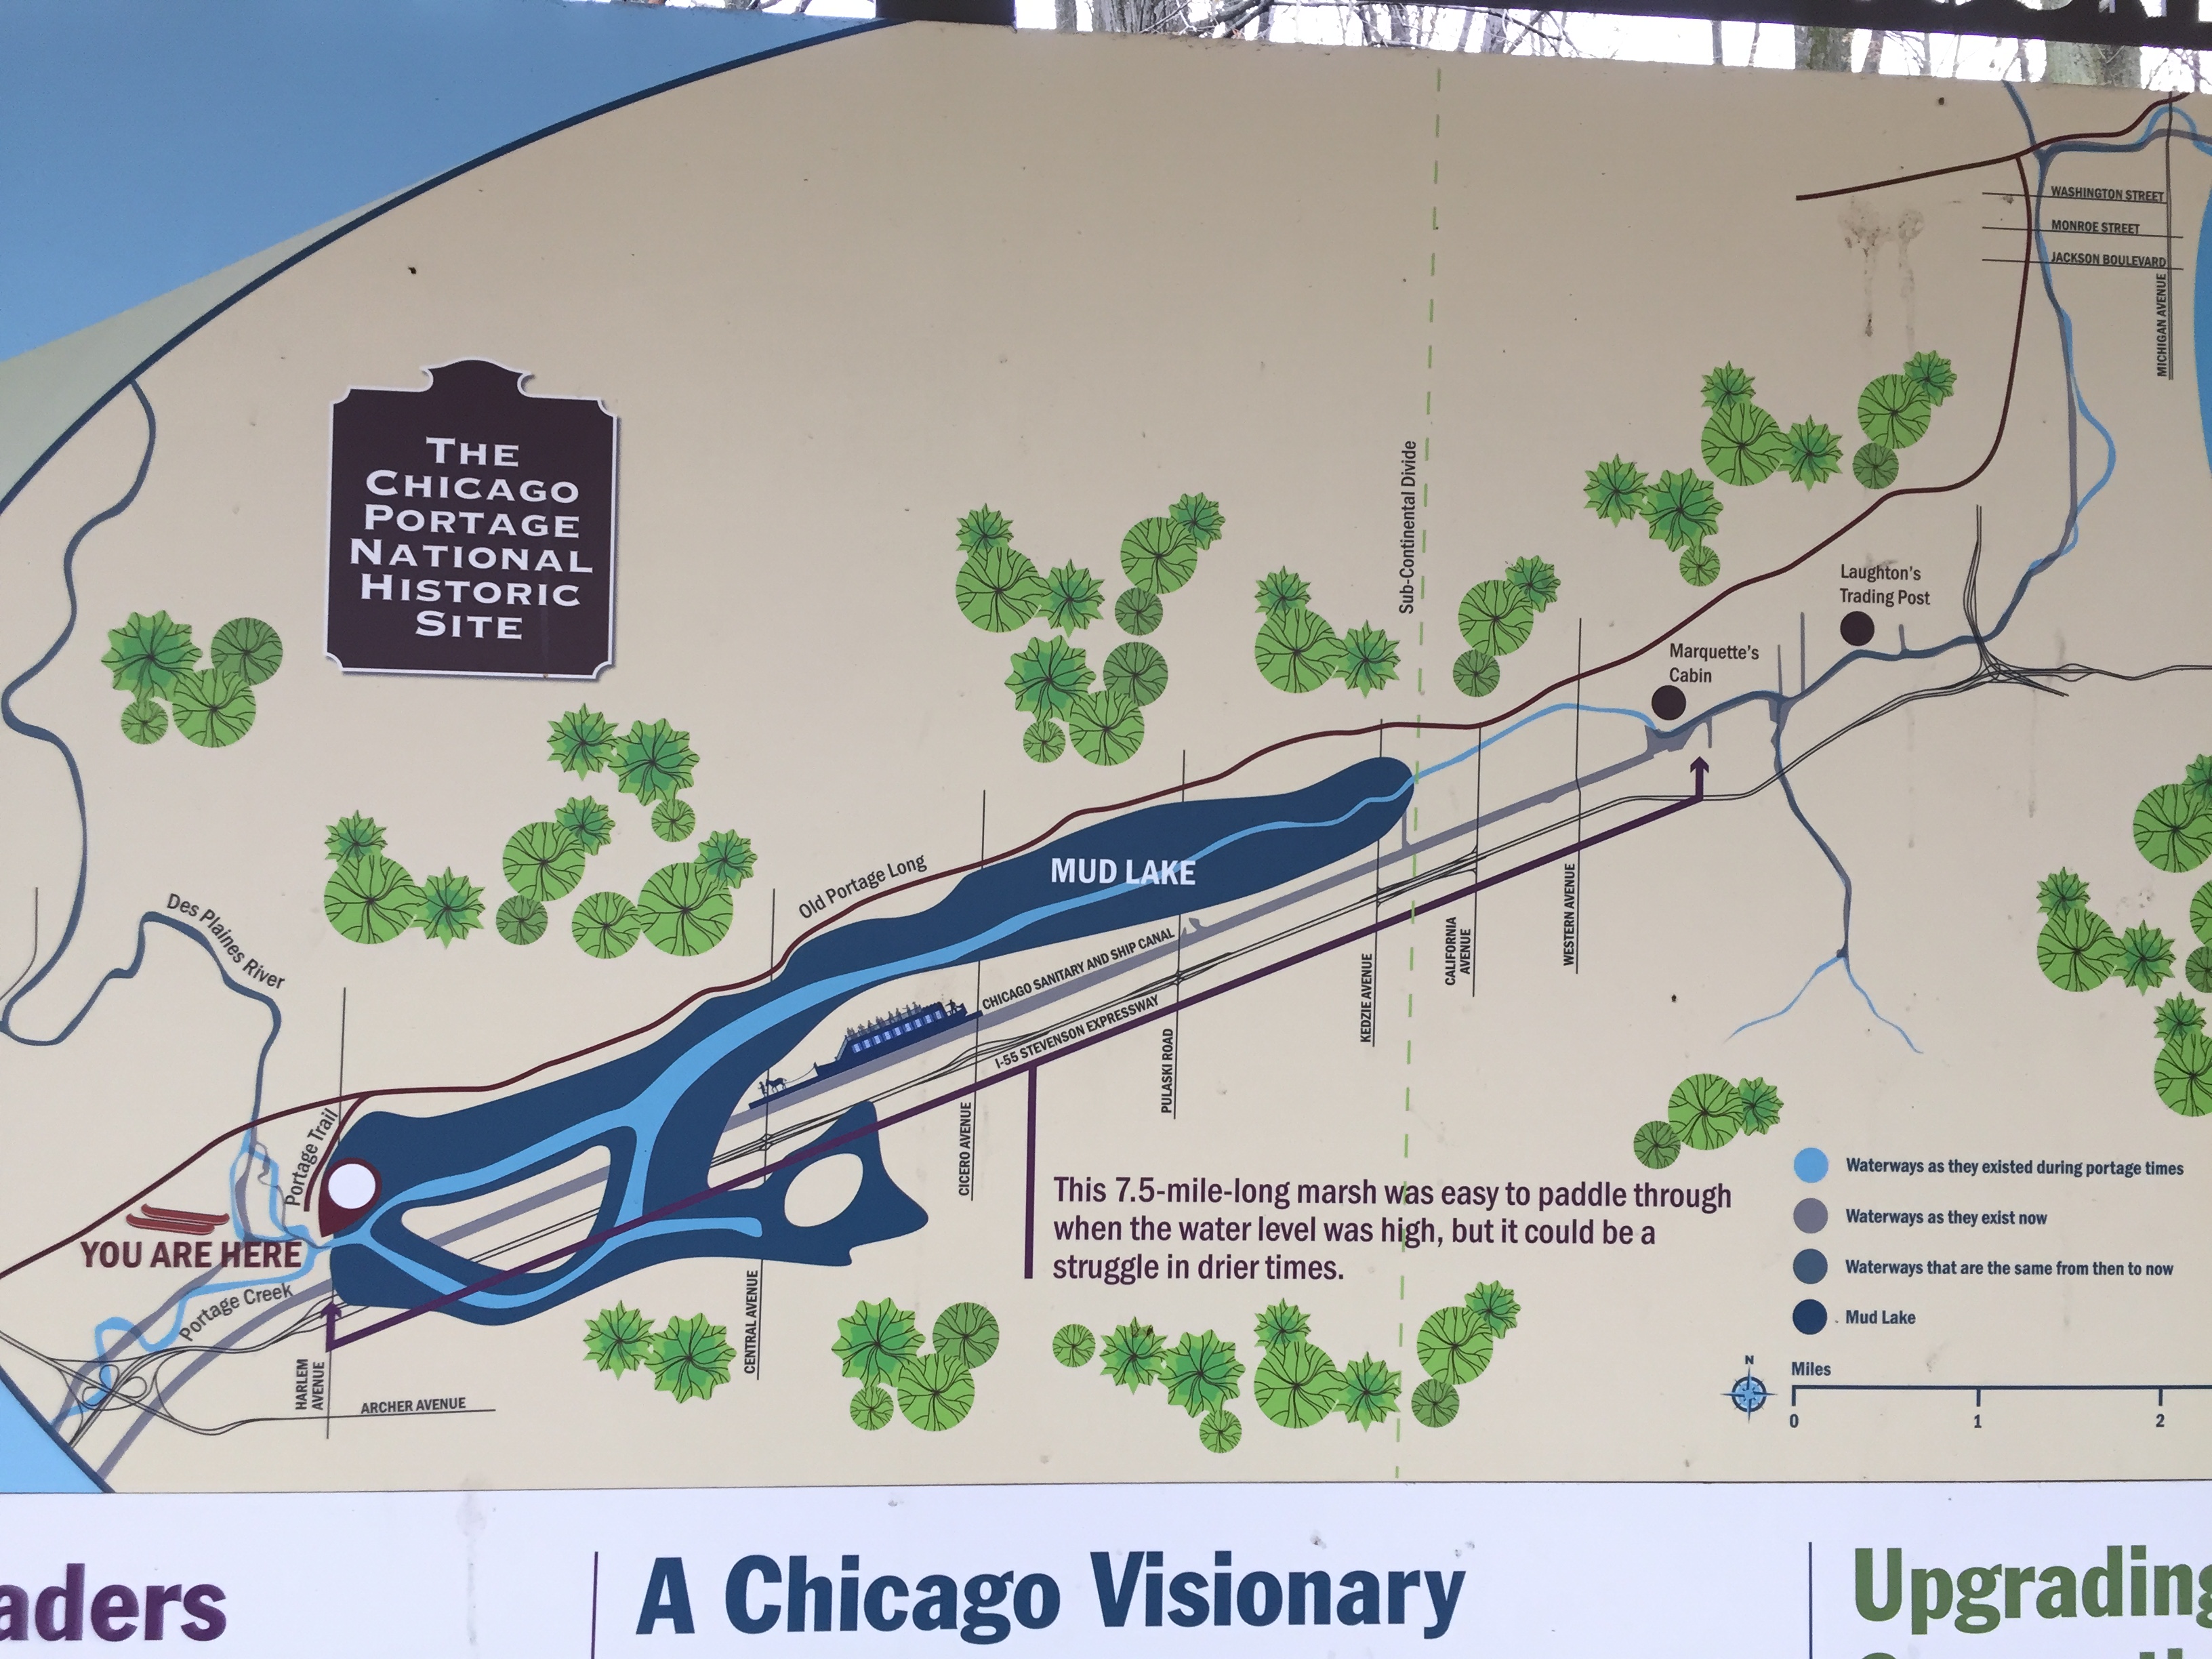 THE
CHICAGO
PORTAGE
NATIONAL
HISTORIC
SITE
WASHINGTON STREET
MONROE STREET
JACKSON BOULEVARD
MICHIGAN AVENUE
Sub-Continental Divide
Laughton's
Trading Post
Marquette's
Cabin
MUD LAKE
Old Portage Long
Des Plaines River
CHICAGO SANITARY AND SHIP CANAL
I-55 STEVENSON EXPRESSWAY
Portage Trail
YOU ARE HERE
Portage Creek
HARLEM
AVENUE
ARCHER AVENUE
CENTRAL AVENUE
CICERO AVENUE
PULASKI ROAD
KEDZIE AVENUE
CALIFORNIA
AVENUE
WESTERN AVENUE
This 7.5-mile-long marsh was easy to paddle through
when the water level was high, but it could be a
struggle in drier times.
Waterways as they existed during portage times
Waterways as they exist now
Waterways that are the same from then to now
Mud Lake
N
Miles
0 1 2
aders
A Chicago Visionary
Upgrading